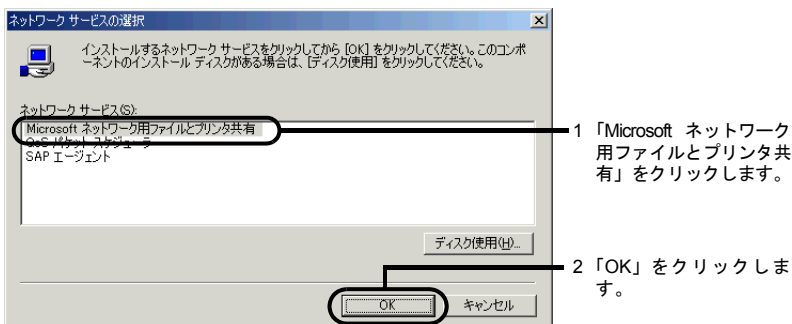 ネットワーク サービスの選択
インストールするネットワーク サービスをクリックしてから [OK] をクリックしてください。このコンポ
ーネントのインストール ディスクがある場合は、[ディスク使用] をクリックしてください。
ネットワーク サービス(S):
Microsoft ネットワーク用ファイルとプリンタ共有
QoS パケット スケジューラ
SAP エージェント
ディスク使用(H)...
OK
キャンセル
1 「Microsoft ネットワーク
用ファイルとプリンタ共
有」をクリックします。
2 「OK」をクリックしま
す。